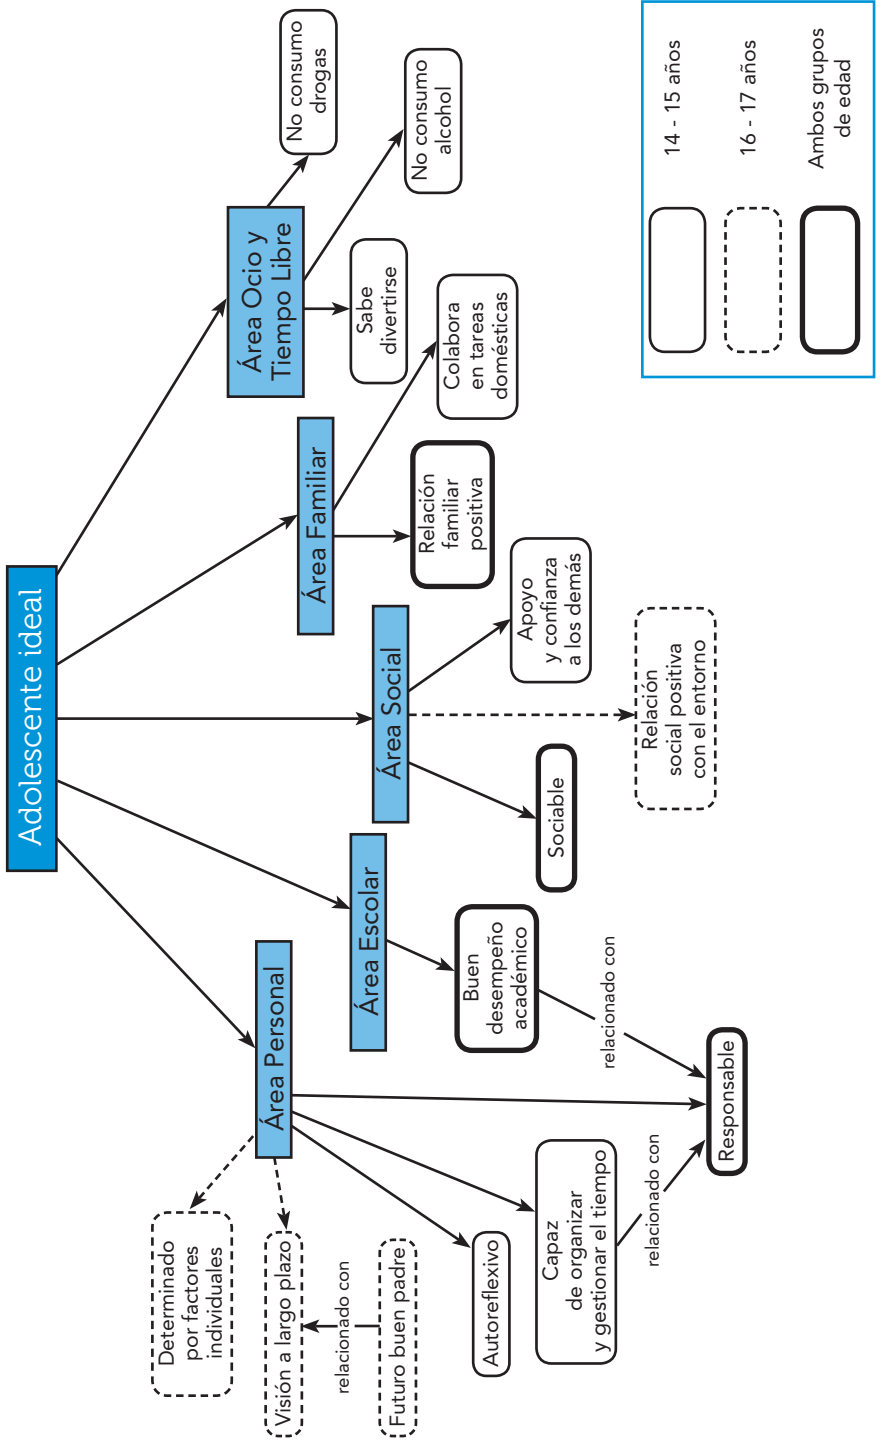 Adolescente ideal
Área Personal
Área Escolar
Área Social
Área Familiar
Área Ocio y
Tiempo Libre
Determinado
por factores
individuales
Visión a largo plazo
relacionado con
Futuro buen padre
Autoreflexivo
Capaz
de organizar
y gestionar el tiempo
relacionado con
Responsable
relacionado con
Buen
desempeño
académico
Sociable
Relación
social positiva
con el entorno
Apoyo
y confianza
a los demás
Relación
familiar
positiva
Colabora
en tareas
domésticas
Sabe
divertirse
No consumo
alcohol
No consumo
drogas
14 - 15 años
16 - 17 años
Ambos grupos
de edad